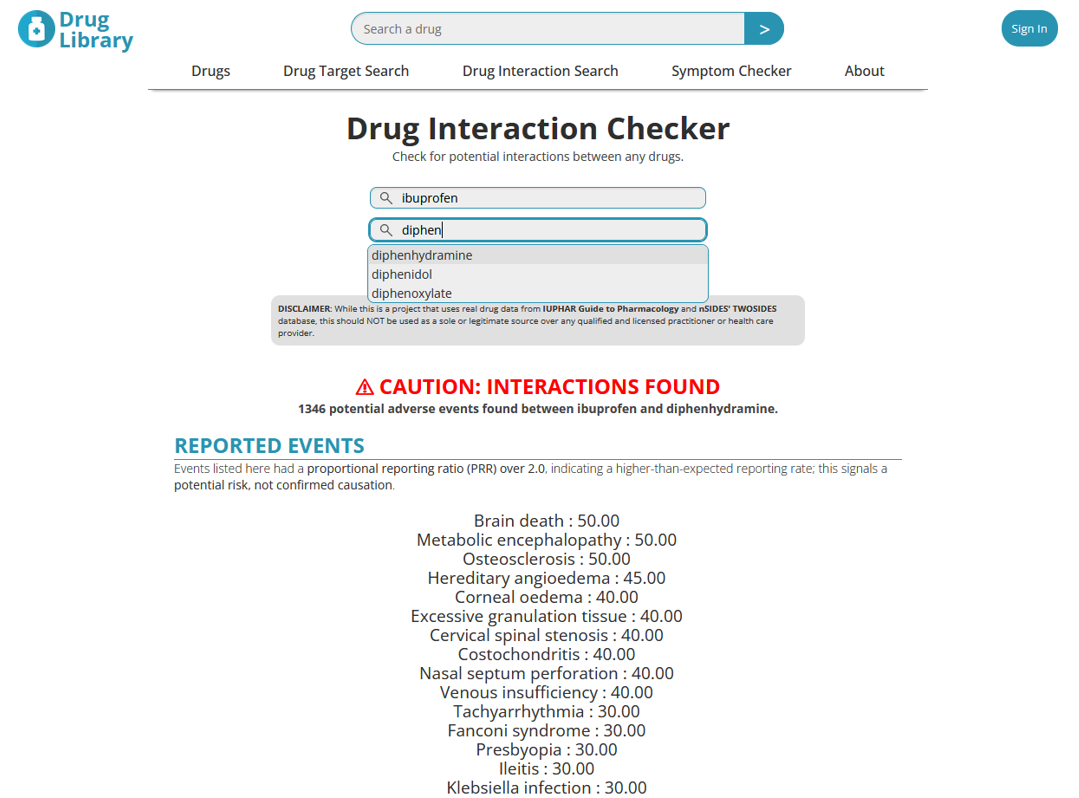 Drug
Library
Search a drug
>
Sign In
Drugs
Drug Target Search
Drug Interaction Search
Symptom Checker
About
Drug Interaction Checker
Check for potential interactions between any drugs.
ibuprofen
diphen
diphenhydramine
diphenidol
diphenoxylate
DISCLAIMER: While this is a project that uses real drug data from IUPHAR Guide to Pharmacology and nSIDES' TWOSIDES
database, this should NOT be used as a sole or legitimate source over any qualified and licensed practitioner or health care
provider.
⚠ CAUTION: INTERACTIONS FOUND
1346 potential adverse events found between ibuprofen and diphenhydramine.
REPORTED EVENTS
Events listed here had a proportional reporting ratio (PRR) over 2.0, indicating a higher-than-expected reporting rate; this signals a
potential risk, not confirmed causation.
Brain death : 50.00
Metabolic encephalopathy : 50.00
Osteosclerosis : 50.00
Hereditary angioedema : 45.00
Corneal oedema : 40.00
Excessive granulation tissue : 40.00
Cervical spinal stenosis : 40.00
Costochondritis : 40.00
Nasal septum perforation : 40.00
Venous insufficiency : 40.00
Tachyarrhythmia : 30.00
Fanconi syndrome : 30.00
Presbyopia : 30.00
Ileitis : 30.00
Klebsiella infection : 30.00